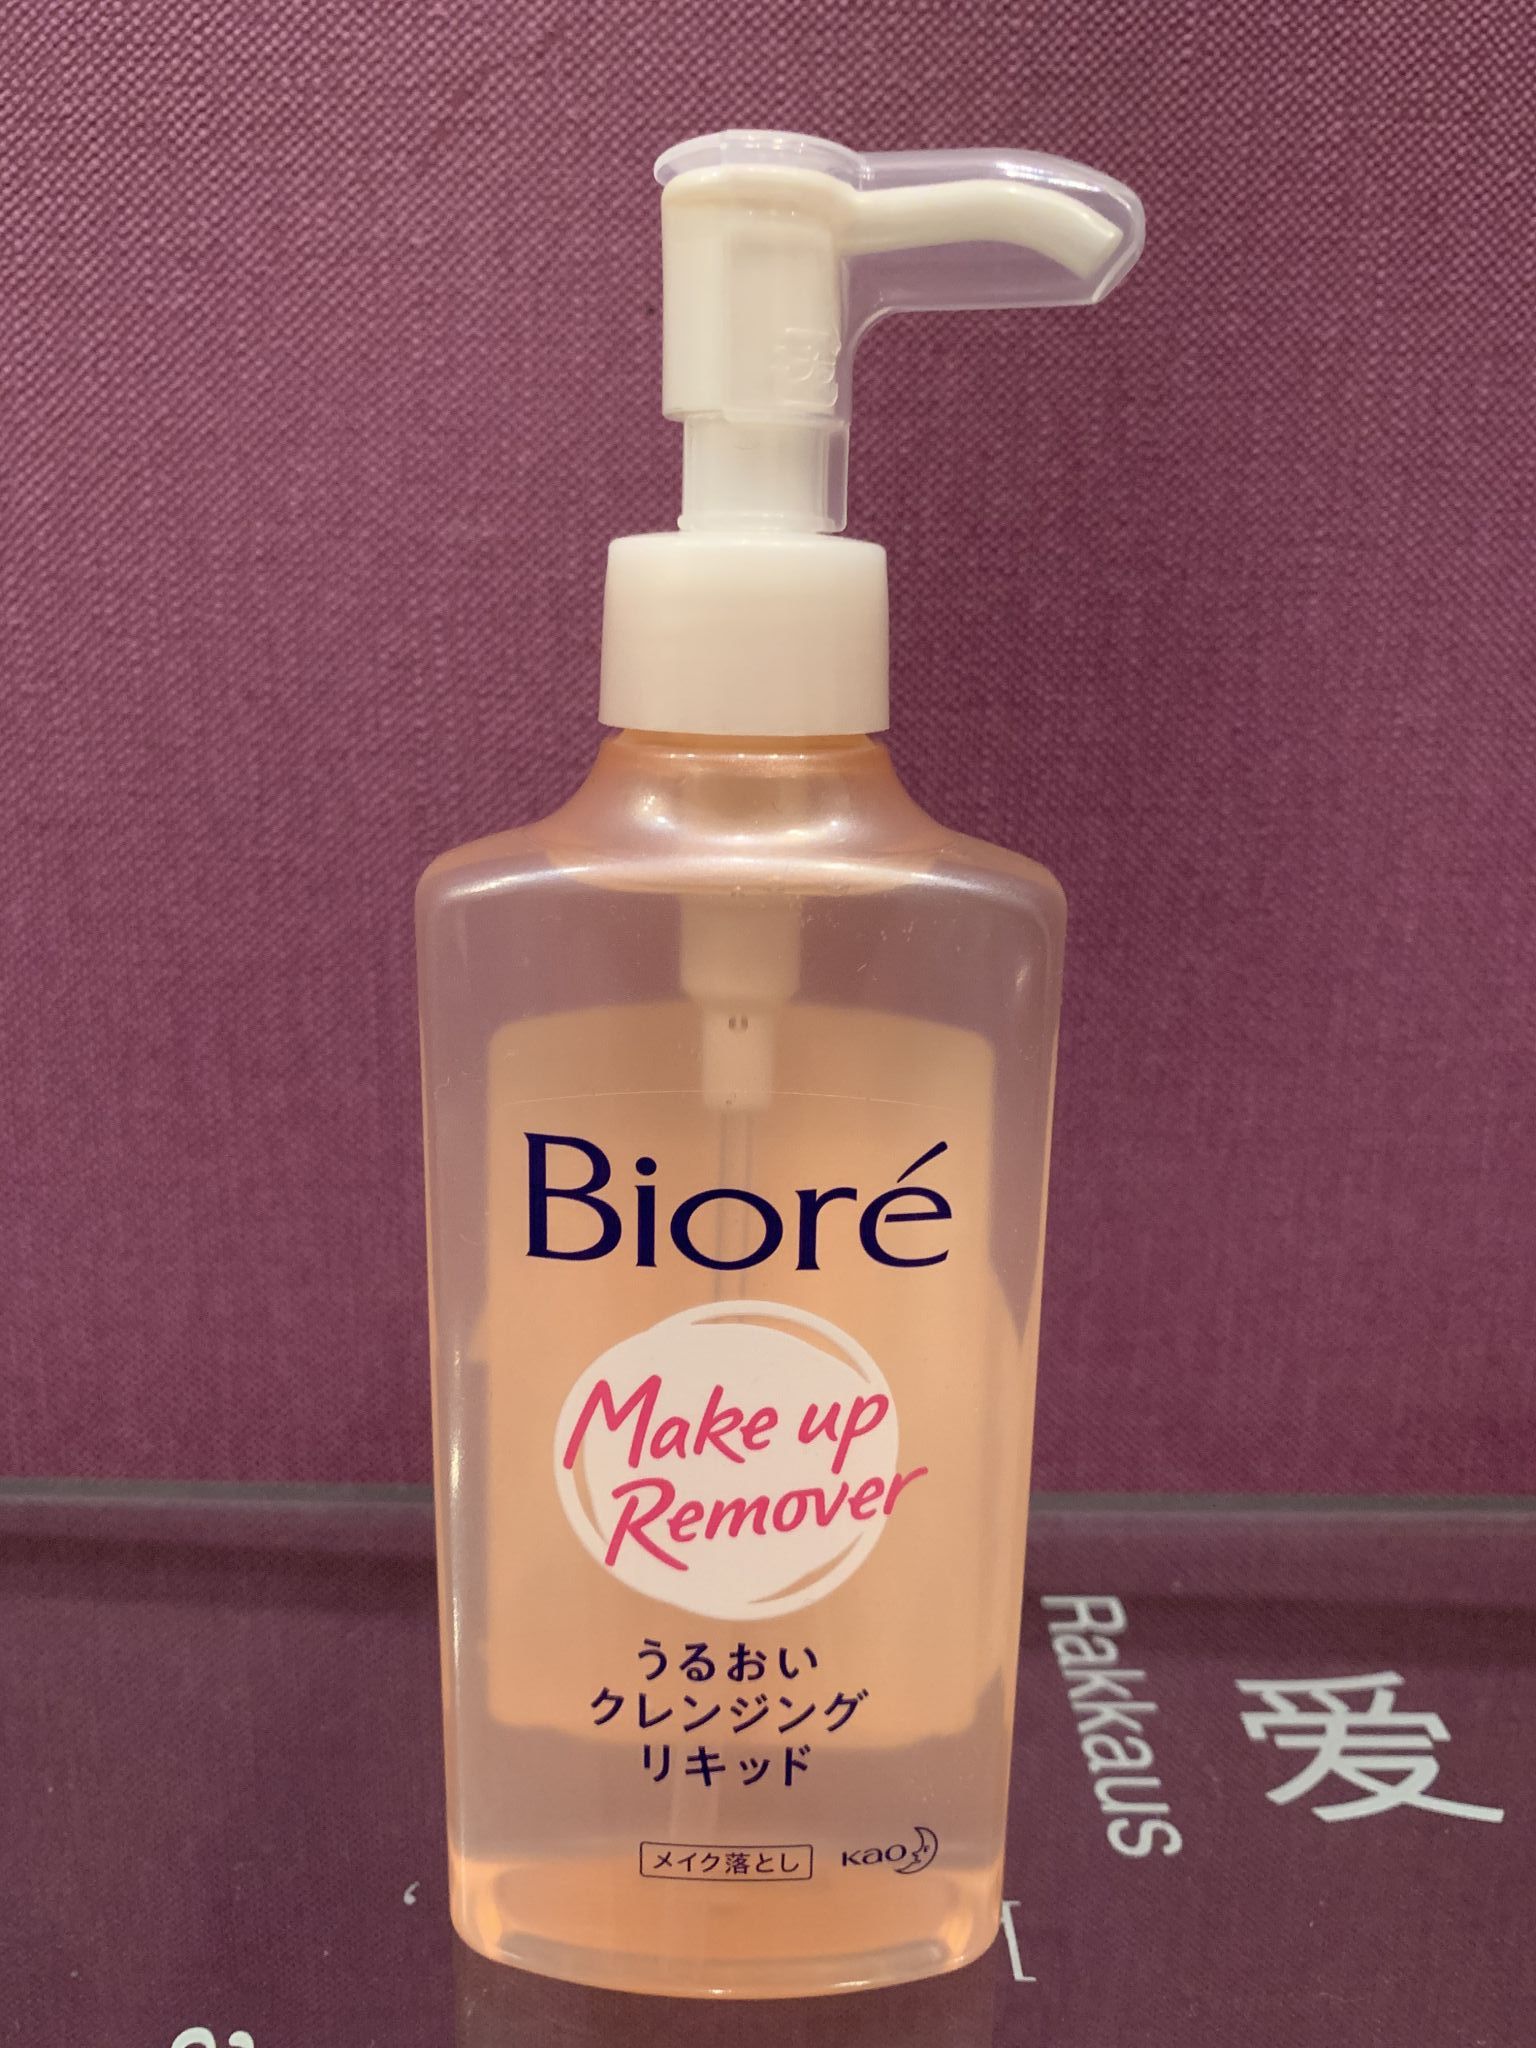 Bioré
Make up
Remover
うるおい
クレンジング
リキッド
メイク落とし
Kao
Rakkaus
爱